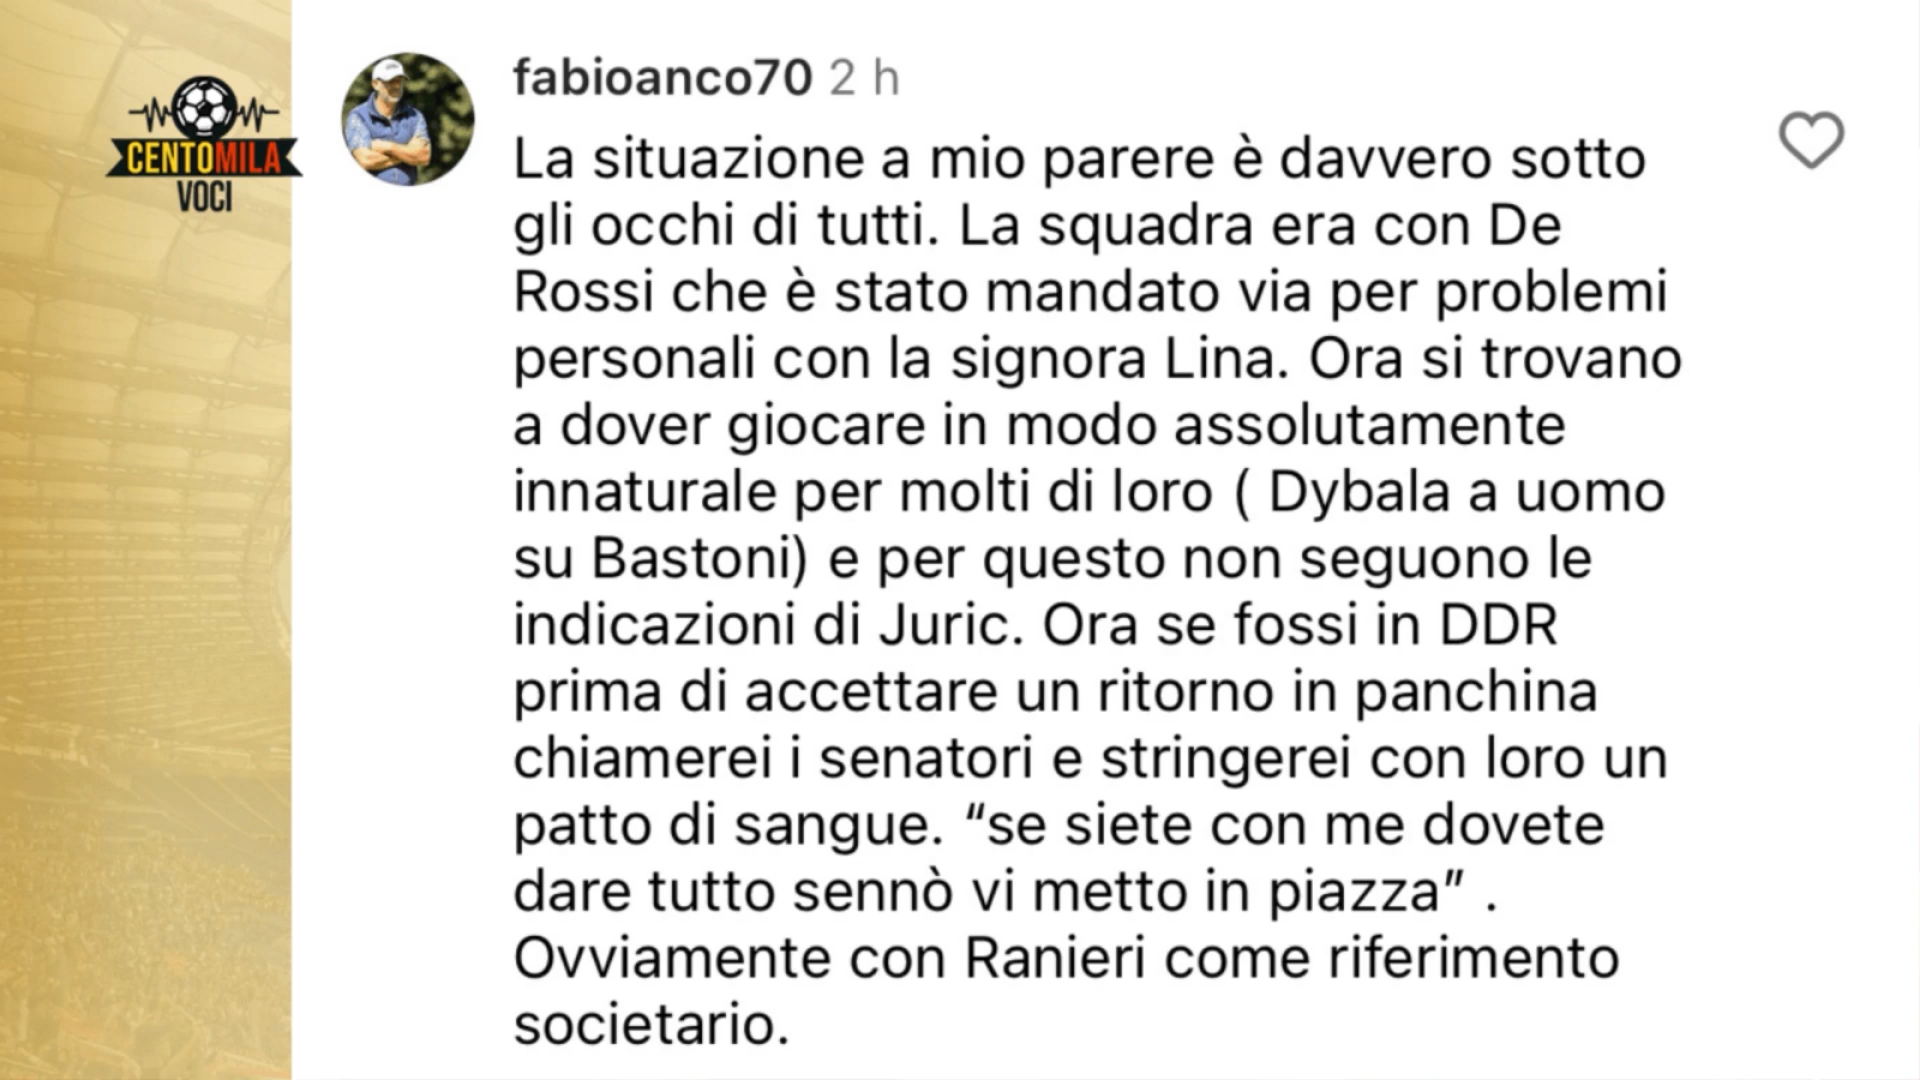 CENTOMILA
VOCI
fabioanco70 2 h
La situazione a mio parere è davvero sotto
gli occhi di tutti. La squadra era con De
Rossi che è stato mandato via per problemi
personali con la signora Lina. Ora si trovano
a dover giocare in modo assolutamente
innaturale per molti di loro ( Dybala a uomo
su Bastoni) e per questo non seguono le
indicazioni di Juric. Ora se fossi in DDR
prima di accettare un ritorno in panchina
chiamerei i senatori e stringerei con loro un
patto di sangue. “se siete con me dovete
dare tutto sennò vi metto in piazza” .
Ovviamente con Ranieri come riferimento
societario.